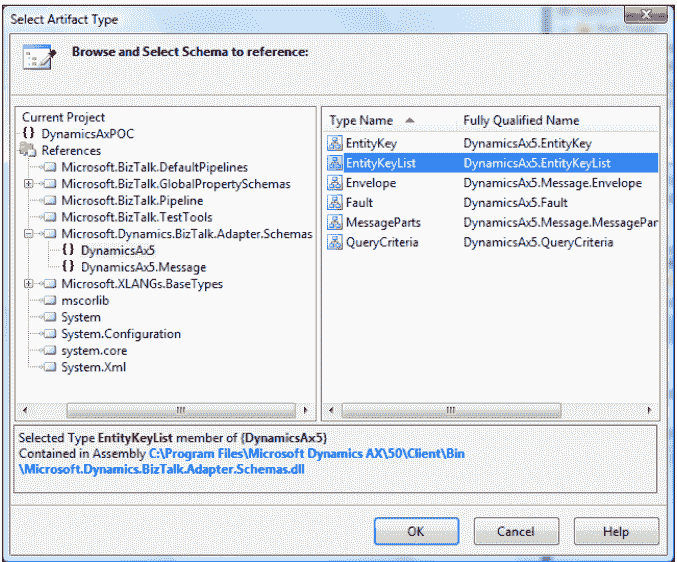 Select Artifact Type
Browse and Select Schema to reference:
Current Project
{} DynamicsAxPOC
References
Microsoft.BizTalk.DefaultPipelines
Microsoft.BizTalk.GlobalPropertySchemas
Microsoft.BizTalk.Pipeline
Microsoft.BizTalk.TestTools
Microsoft.Dynamics.BizTalk.Adapter.Schemas
{} DynamicsAx5
{} DynamicsAx5.Message
Microsoft.XLANGs.BaseTypes
mscorlib
System
System.Configuration
system.core
System.Xml
Type Name Fully Qualified Name
EntityKey DynamicsAx5.EntityKey
EntityKeyList DynamicsAx5.EntityKeyList
Envelope DynamicsAx5.Message.Envelope
Fault DynamicsAx5.Fault
MessageParts DynamicsAx5.Message.MessagePar
QueryCriteria DynamicsAx5.QueryCriteria
Selected Type EntityKeyList member of {DynamicsAx5}
Contained in Assembly C:\Program Files\Microsoft Dynamics AX\50\Client\Bin
\Microsoft.Dynamics.BizTalk.Adapter.Schemas.dll
OK Cancel Help